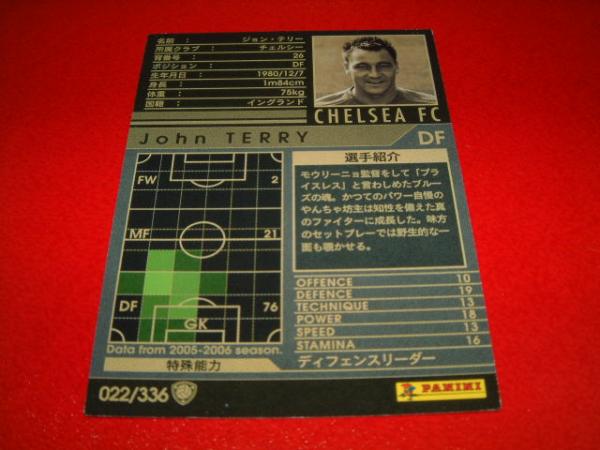 名前 : ジョン・テリー
所属クラブ : チェルシー
背番号 : 26
ポジション : DF
生年月日 : 1980/12/7
身長 : 1m84cm
体重 : 75kg
国籍 : イングランド
CHELSEA FC
John TERRY DF
FW 2
MF 21
DF 76
GK
Data from 2005-2006 season.
選手紹介
モウリーニョ監督をして「プラ
イスレス」と言わしめたブルー
ズの魂。かつてのパワー自慢の
やんちゃ坊主は知性を備えた真
のファイターに成長した。味方
のセットプレーでは野生的な一
面も覗かせる。
OFFENCE 10
DEFENCE 19
TECHNIQUE 13
POWER 18
SPEED 13
STAMINA 16
特殊能力 ディフェンスリーダー
022/336
PANINI